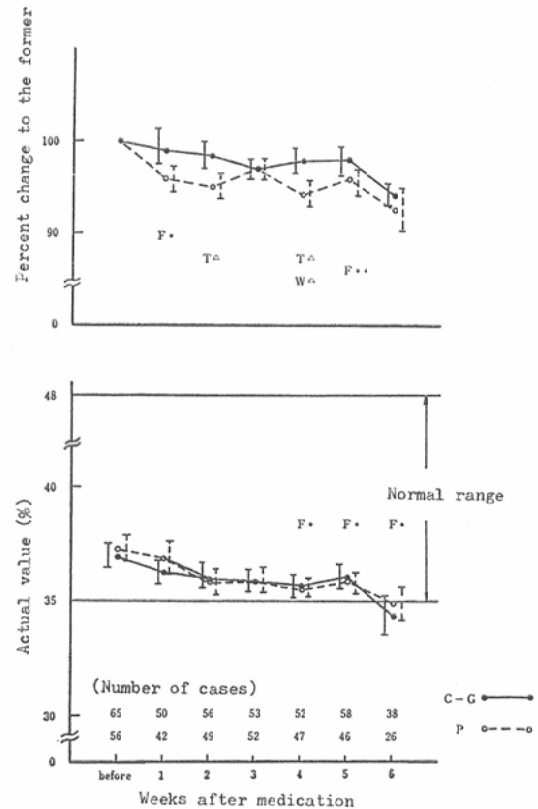 Percent change to the former
100
90
0
F*
T△
T△
W△
F**
Actual value (%)
48
40
35
30
0
Normal range
F* F* F*
(Number of cases)
65 50 56 53 52 58 38
56 42 49 52 47 46 26
C-G
P
before 1 2 3 4 5 6
Weeks after medication